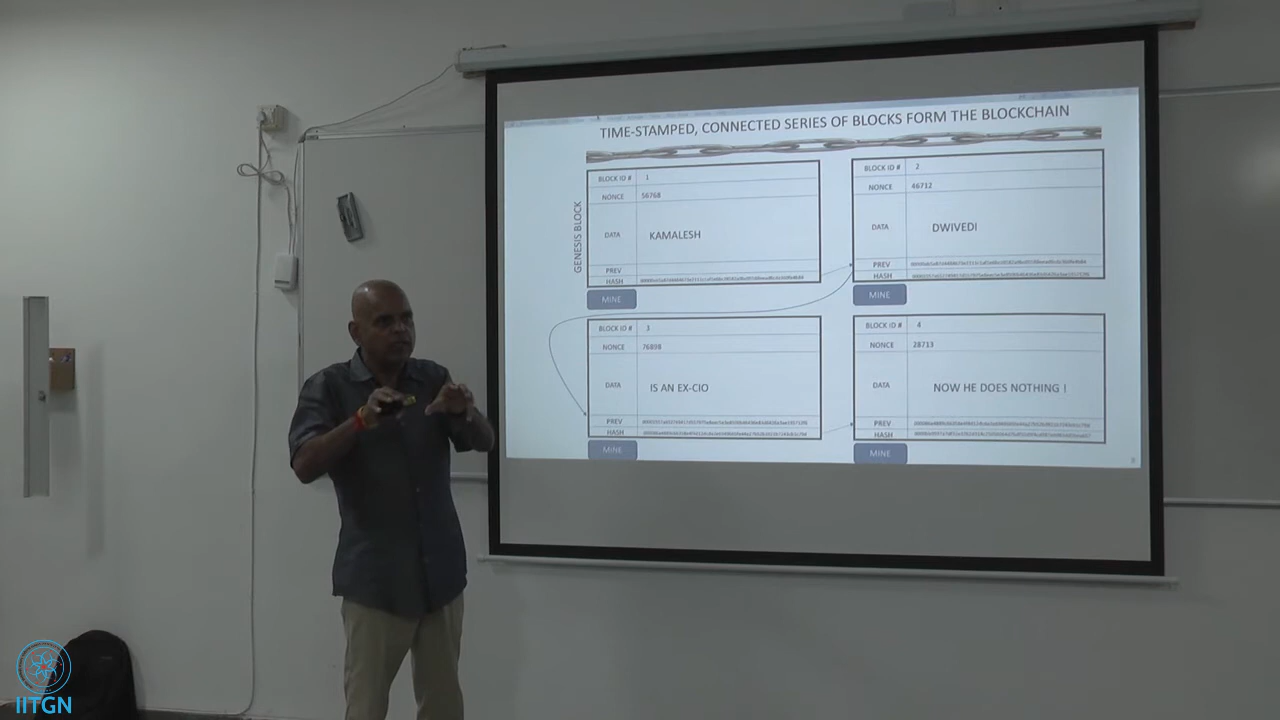 TIME-STAMPED, CONNECTED SERIES OF BLOCKS FORM THE BLOCKCHAIN
GENESIS BLOCK
BLOCK ID # 1
NONCE 56768
DATA KAMALESH
PREV
HASH
MINE
BLOCK ID # 2
NONCE 46712
DATA DWIVEDI
PREV
HASH
MINE
BLOCK ID # 3
NONCE 76898
DATA IS AN EX-CIO
PREV
HASH
MINE
BLOCK ID # 4
NONCE 28713
DATA NOW HE DOES NOTHING !
PREV
HASH
MINE
IITGN